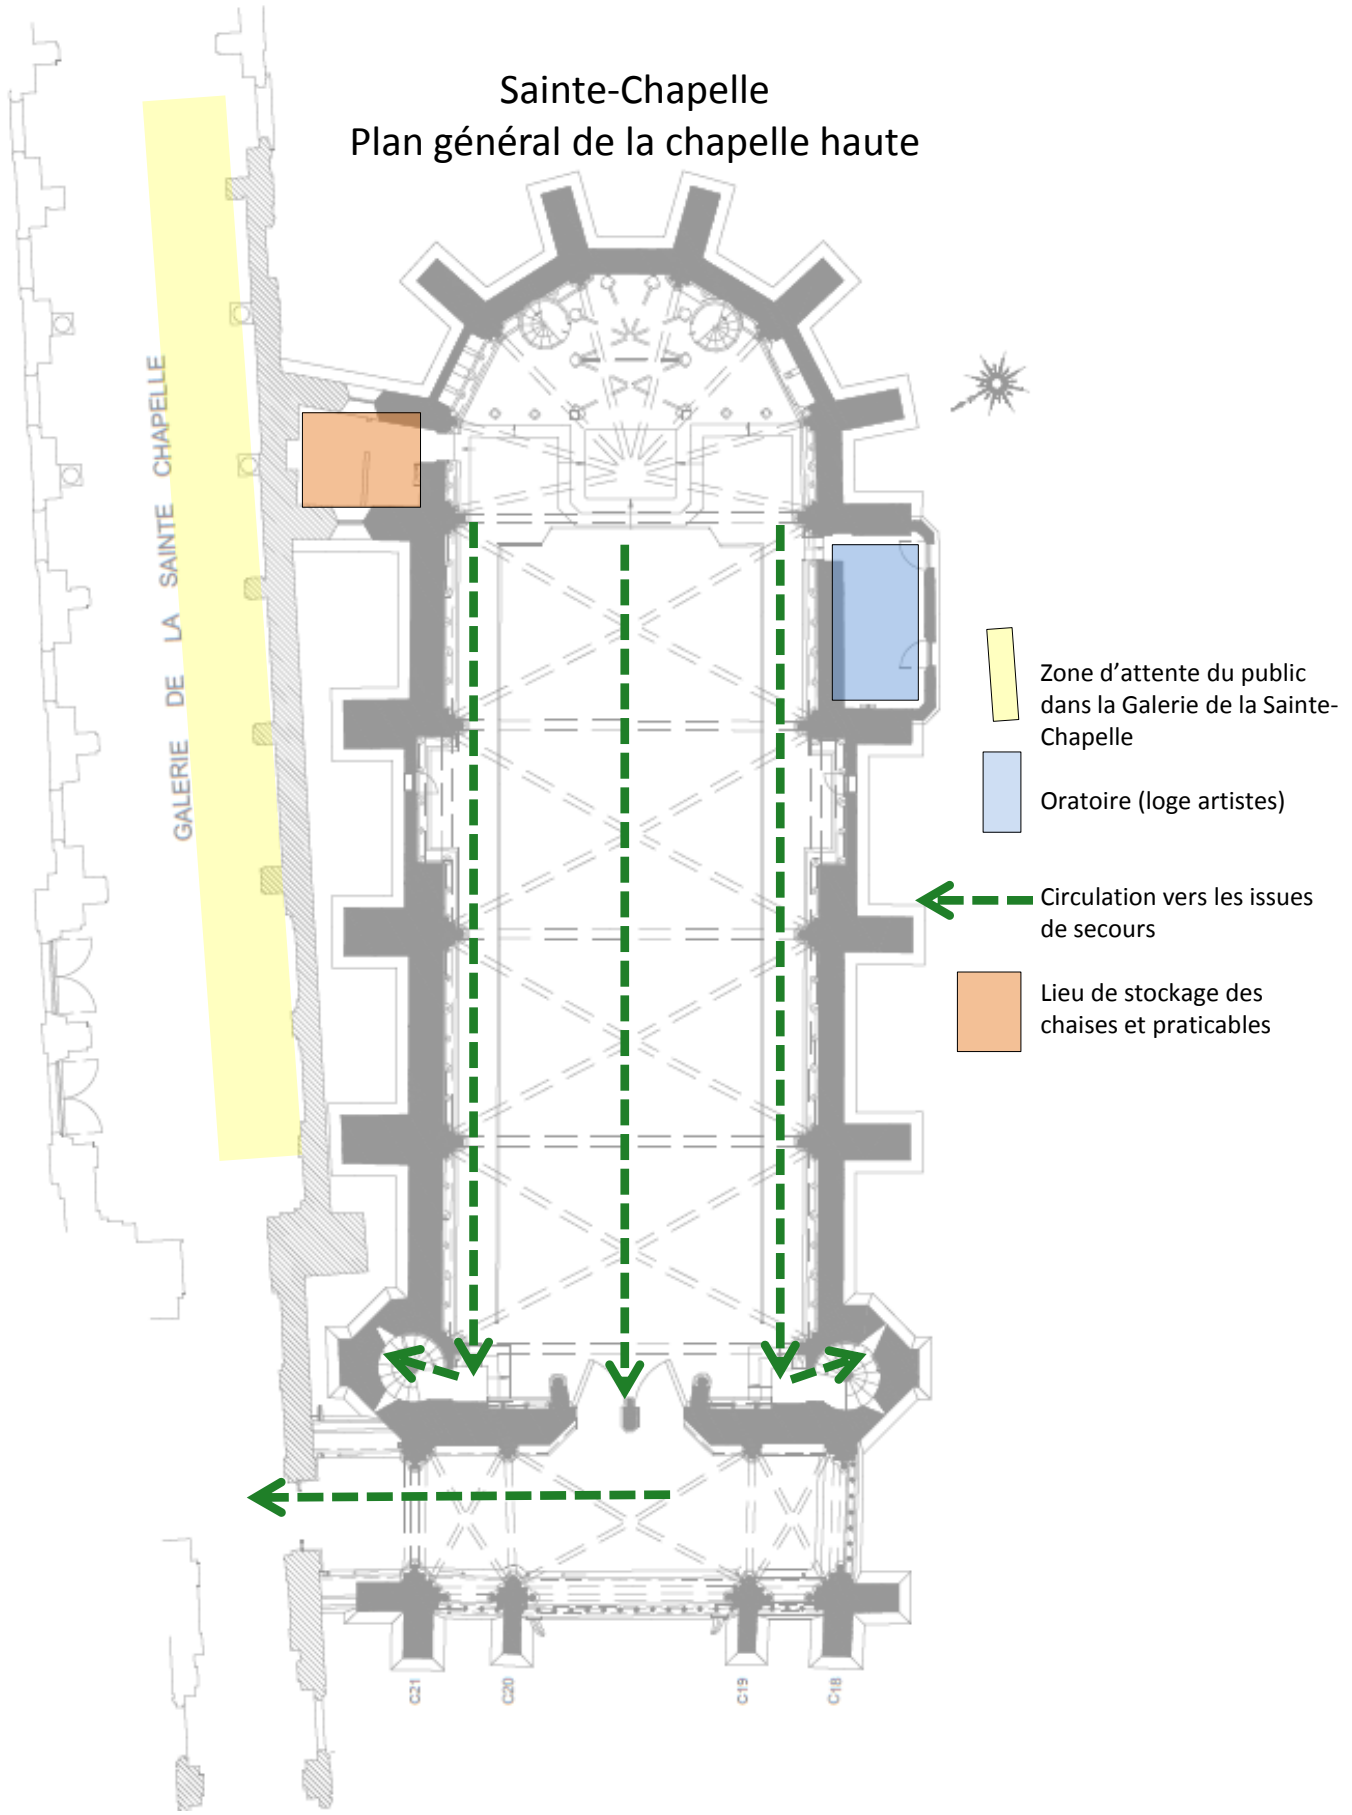 Sainte-Chapelle
Plan général de la chapelle haute
GALERIE DE LA SAINTE CHAPELLE
Zone d’attente du public
dans la Galerie de la Sainte-
Chapelle
Oratoire (loge artistes)
Circulation vers les issues
de secours
Lieu de stockage des
chaises et praticables
C21
C20
C19
C18